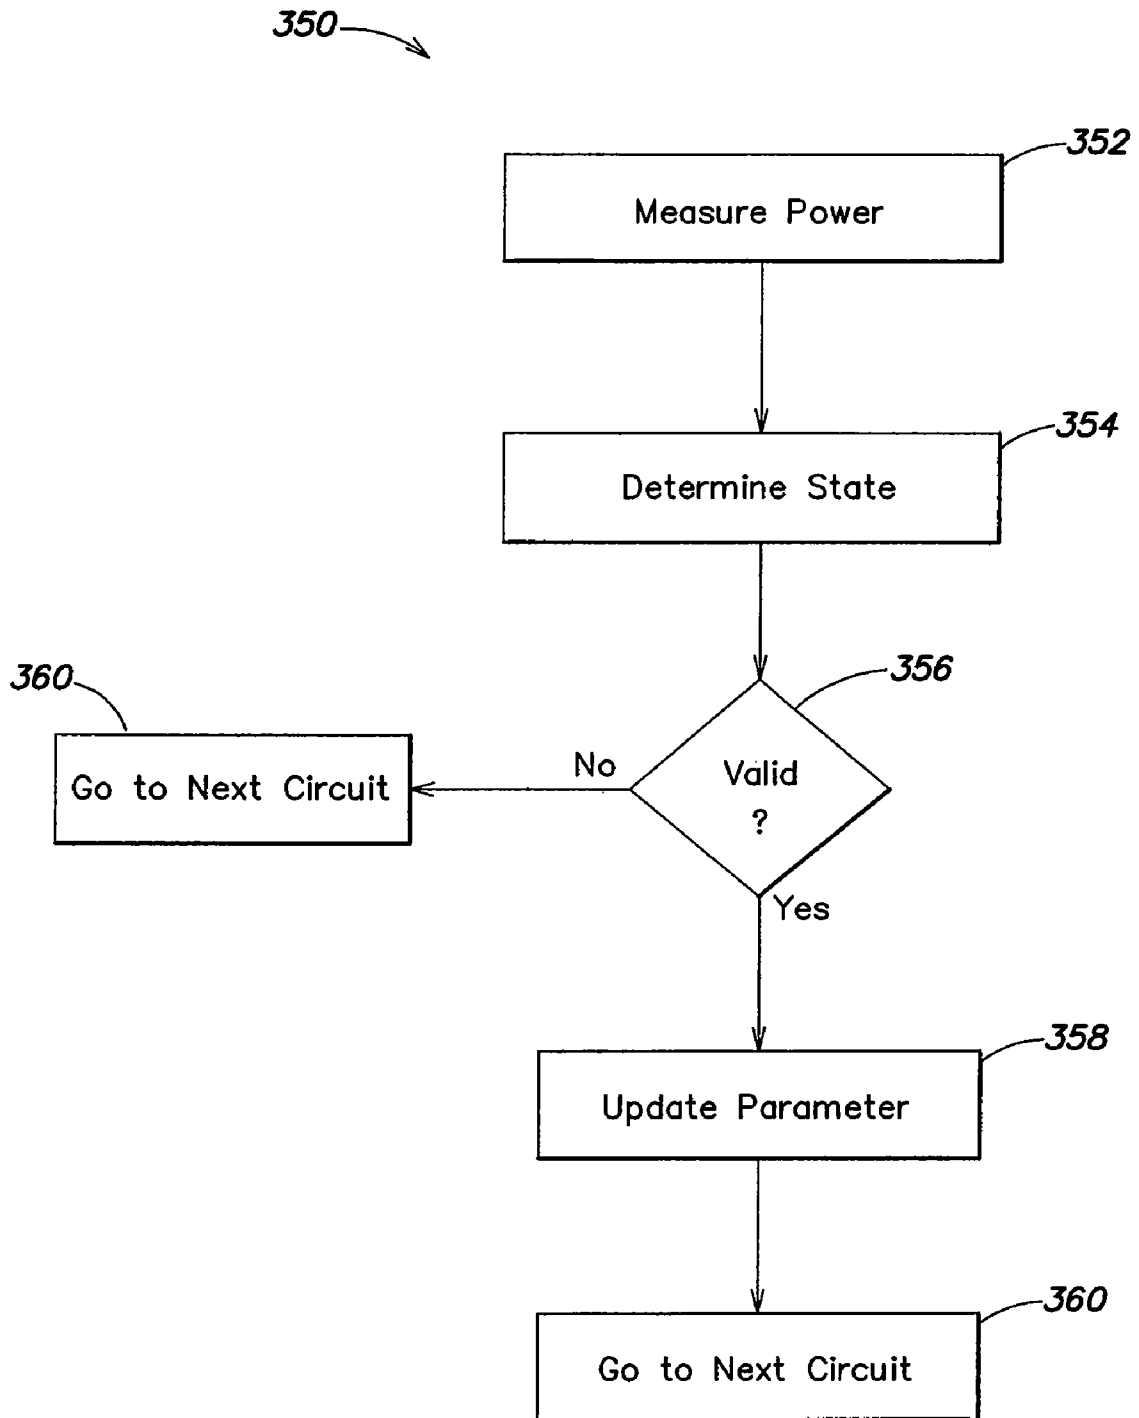 350
352
Measure Power
354
Determine State
356
360
Valid
?
No
Go to Next Circuit
Yes
358
Update Parameter
360
Go to Next Circuit